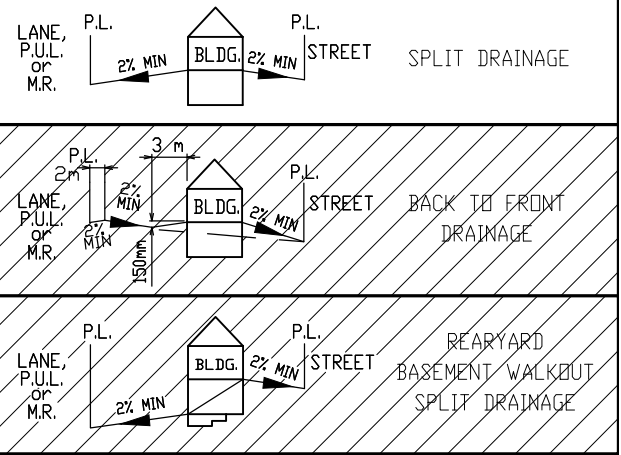 P.L.
P.L.
LANE,
P.U.L.
or
M.R.
2% MIN
BLDG.
2% MIN
STREET
SPLIT DRAINAGE
3 m
P.L.
2m
2%
MIN
P.L.
LANE,
P.U.L.
or
M.R.
2%
MIN
150mm
BLDG.
2% MIN
STREET
BACK TO FRONT
DRAINAGE
P.L.
P.L.
LANE,
P.U.L.
or
M.R.
2% MIN
BLDG.
2% MIN
STREET
REARYARD
BASEMENT WALKOUT
SPLIT DRAINAGE